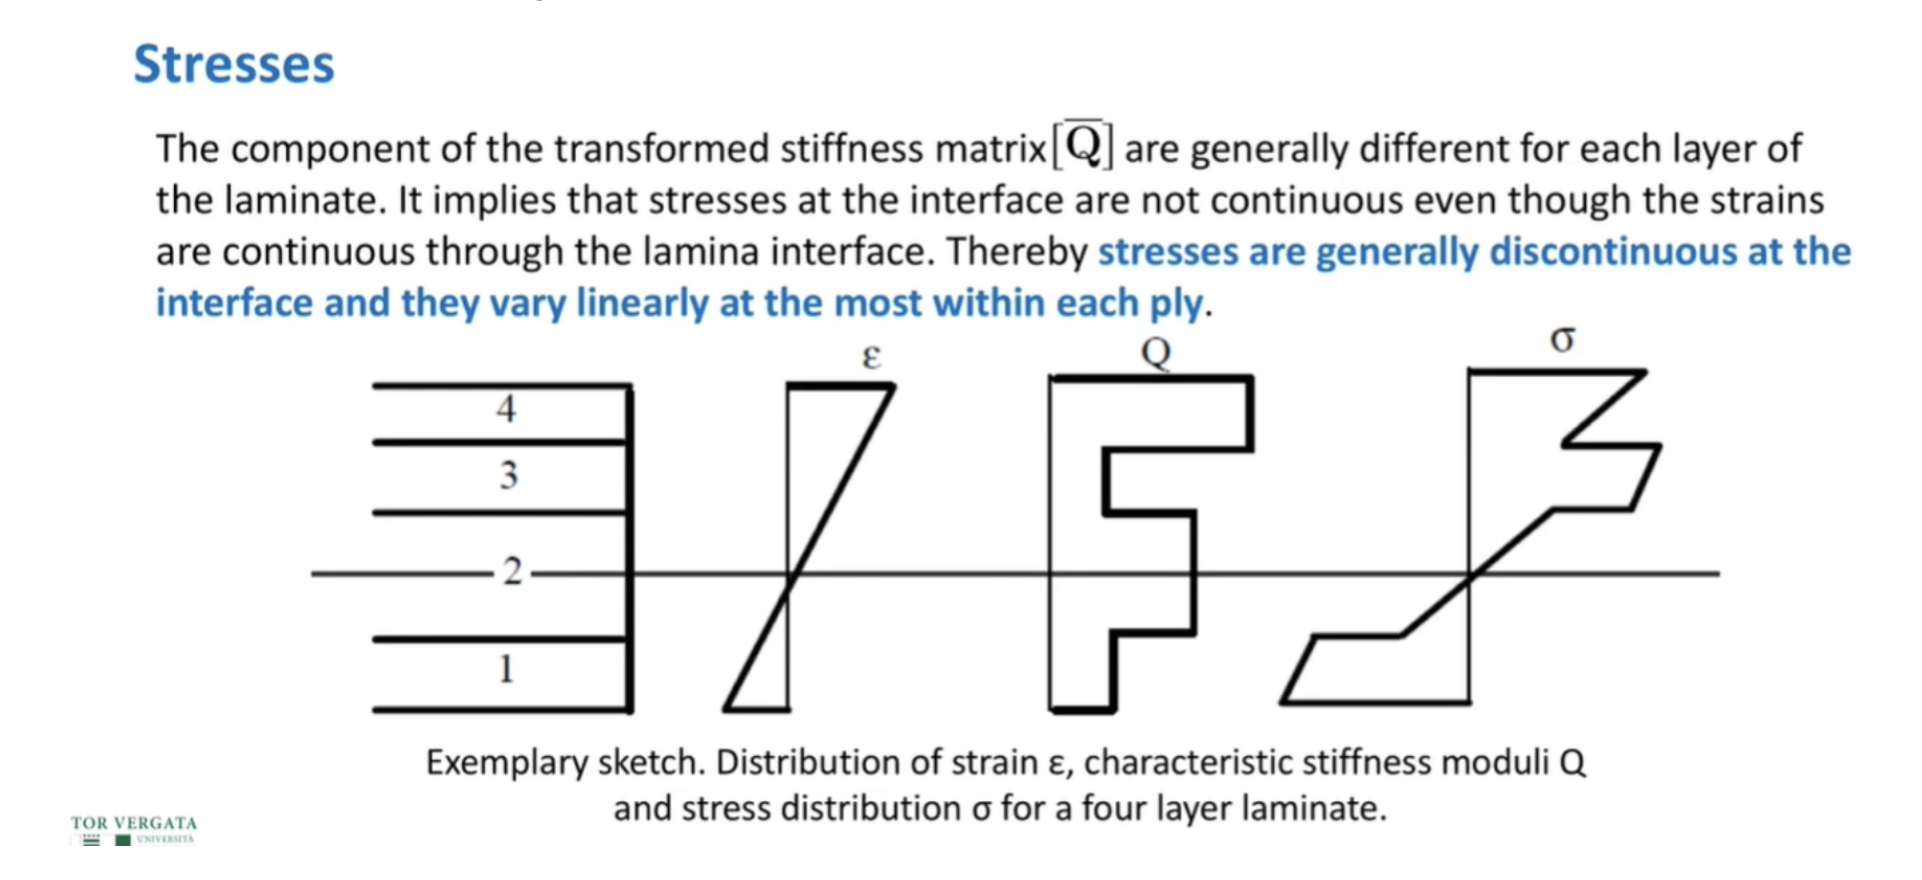 Stresses
The component of the transformed stiffness matrix[Q̅] are generally different for each layer of
the laminate. It implies that stresses at the interface are not continuous even though the strains
are continuous through the lamina interface. Thereby stresses are generally discontinuous at the
interface and they vary linearly at the most within each ply.
ε
Q
σ
4
3
2
1
Exemplary sketch. Distribution of strain ε, characteristic stiffness moduli Q
and stress distribution σ for a four layer laminate.
TOR VERGATA
UNIVERSITÀ